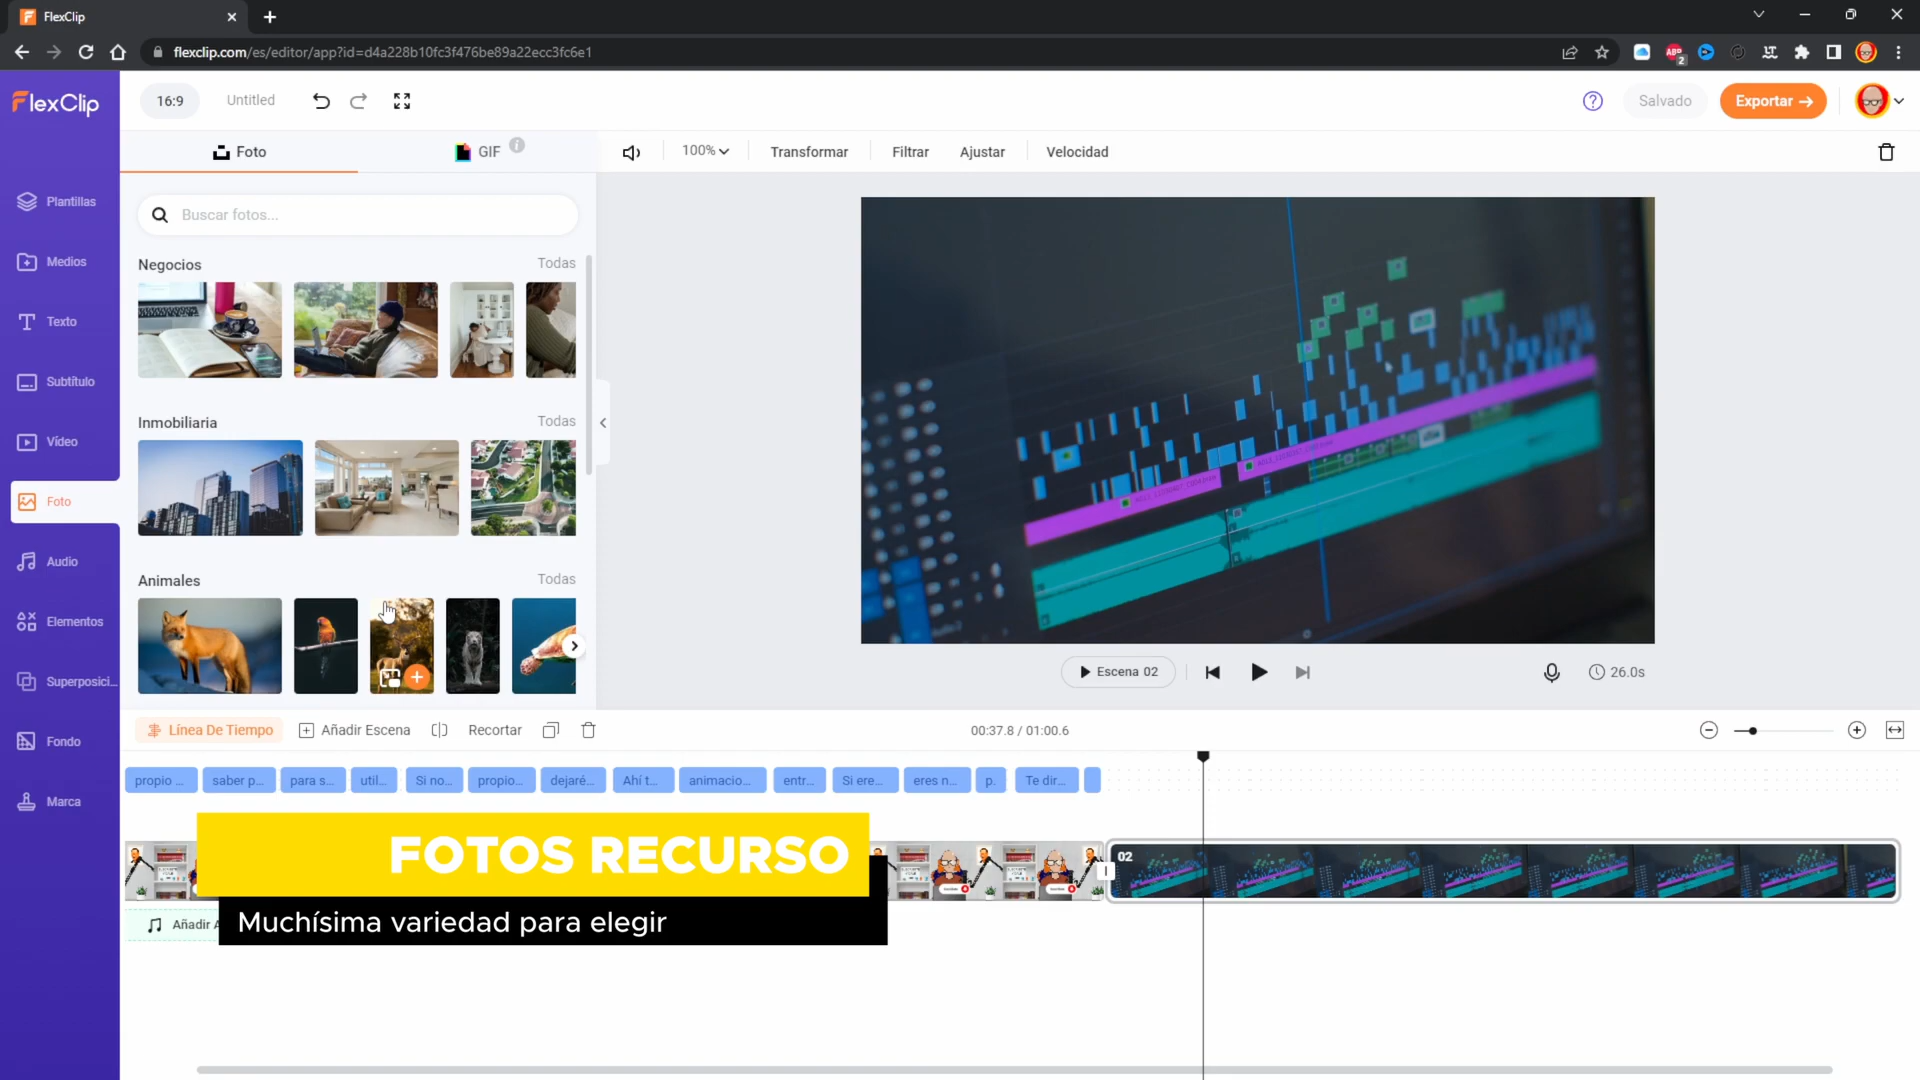 FlexClip
flexclip.com/es/editor/app?id=d4a228b10fc3f476be89a22ecc3fc6e1
ABP
2
FlexClip
16:9
Untitled
Salvado
Exportar
Foto
GIF
100%
Transformar
Filtrar
Ajustar
Velocidad
Plantillas
Medios
Texto
Subtítulo
Vídeo
Foto
Audio
Elementos
Superposici...
Fondo
Marca
Buscar fotos...
Negocios
Todas
Inmobiliaria
Todas
Animales
Todas
Escena 02
26.0s
Línea De Tiempo
Añadir Escena
Recortar
00:37.8 / 01:00.6
propio ...
saber p...
para s...
util...
Si no...
propio...
dejaré...
Ahí t...
animacio...
entr...
Si ere...
eres n...
p.
Te dir...
02
FOTOS RECURSO
Añadir A
Muchísima variedad para elegir